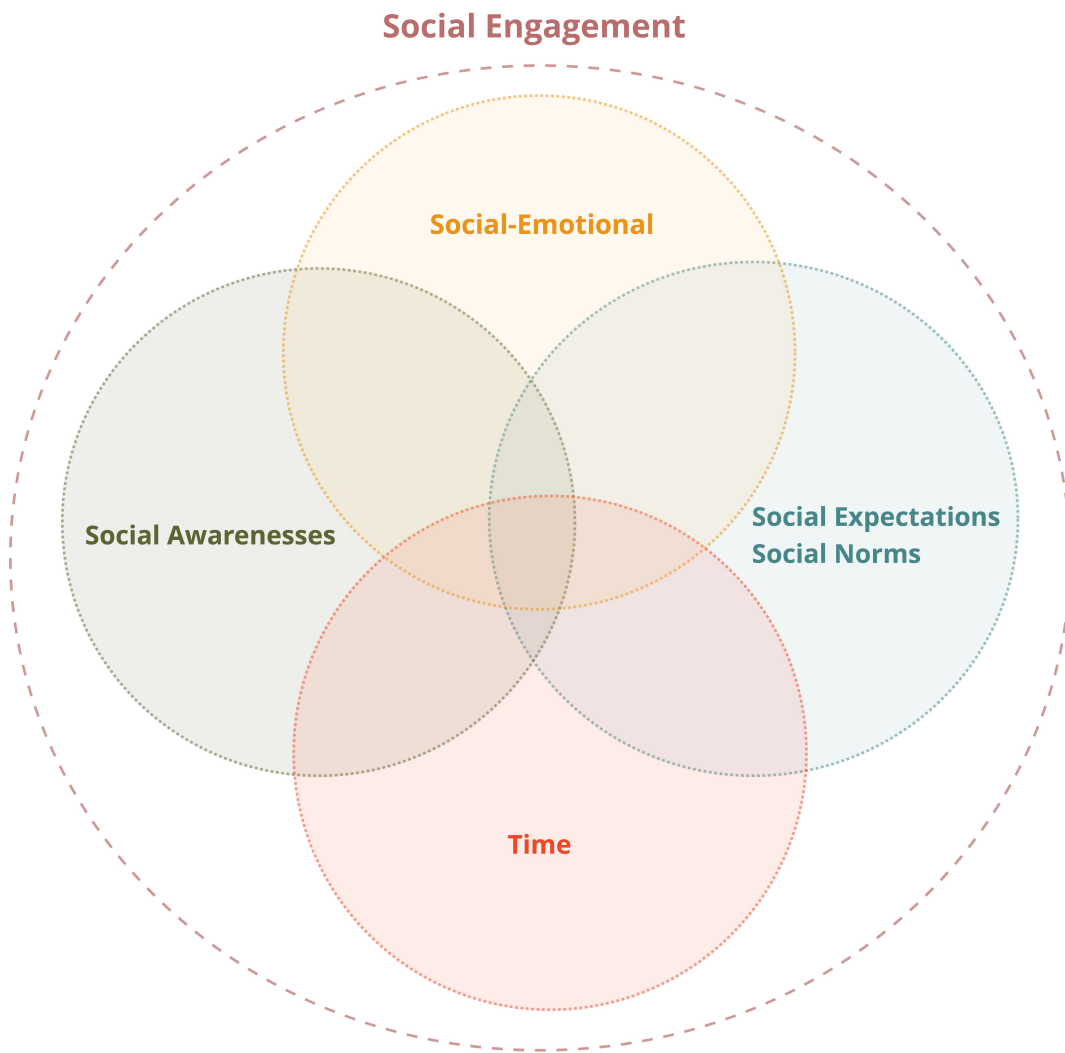 Social Engagement
Social-Emotional
Social Awarenesses
Social Expectations
Social Norms
Time